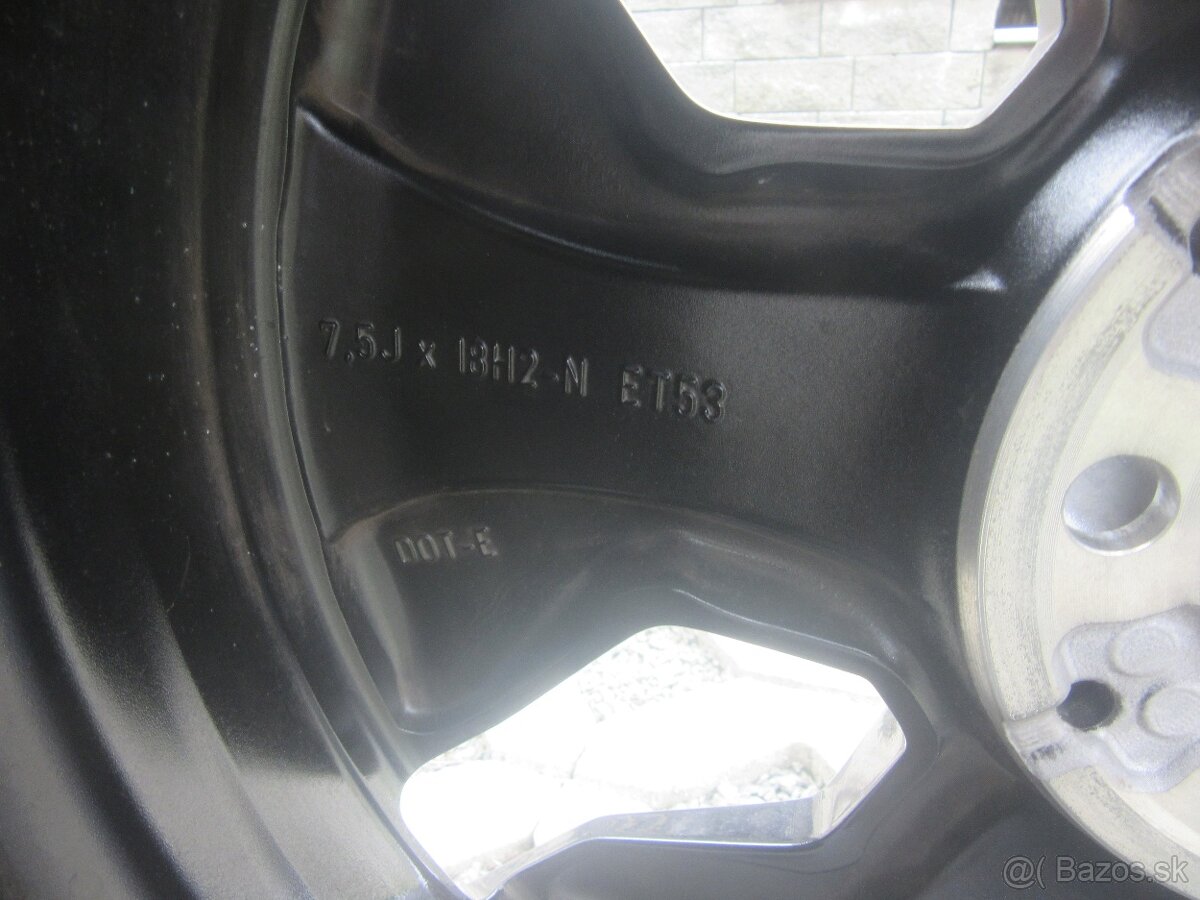 7,5J x 18H2-N ET53
DOT-E
@( Bazos.sk